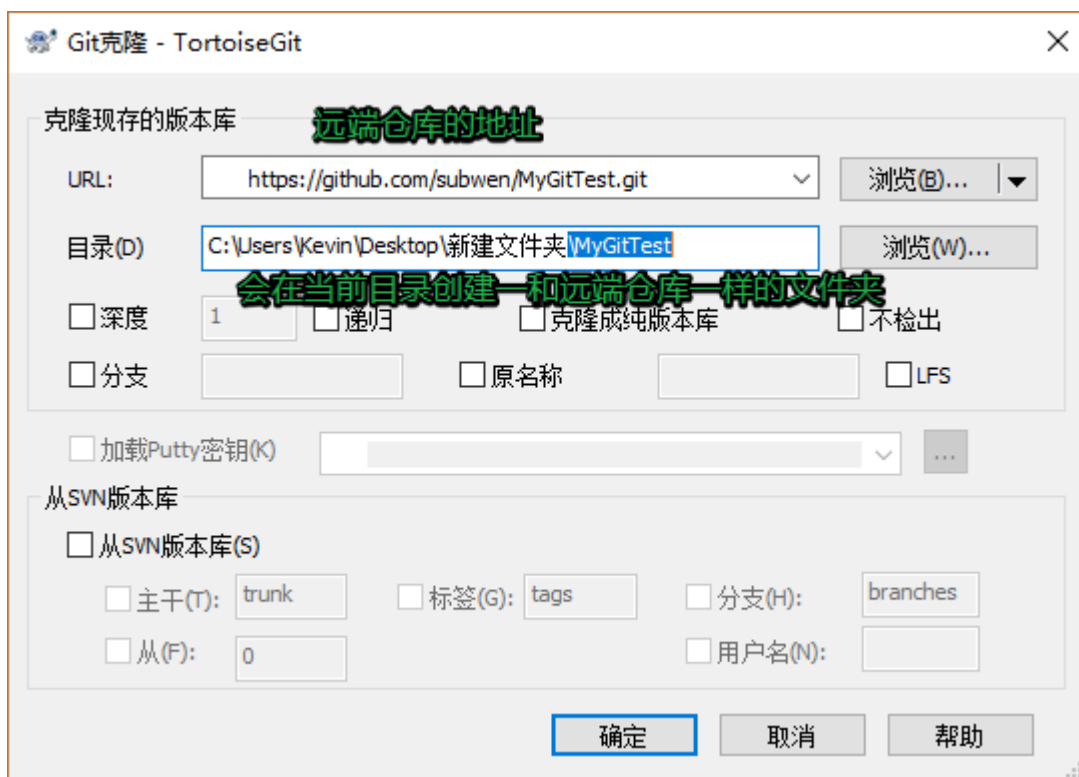 Git克隆 - TortoiseGit
克隆现存的版本库
远端仓库的地址
URL: https://github.com/subwen/MyGitTest.git 浏览(B)...
目录(D) C:\Users\Kevin\Desktop\新建文件夹\MyGitTest 浏览(W)...
会在当前目录创建一和远端仓库一样的文件夹
深度 1 递归 克隆成纯版本库 不检出
分支 原名称 LFS
加载Putty密钥(K) ...
从SVN版本库
从SVN版本库(S)
主干(T): trunk 标签(G): tags 分支(H): branches
从(F): 0 用户名(N):
确定 取消 帮助